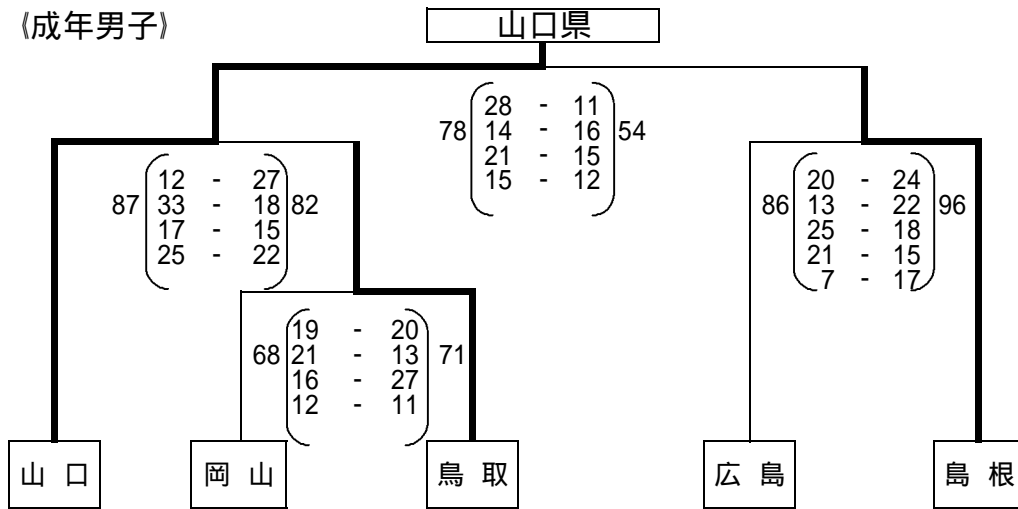 《成年男子》
山口県
78
28 - 11
14 - 16
21 - 15
15 - 12
54
87
12 - 27
33 - 18
17 - 15
25 - 22
82
86
20 - 24
13 - 22
25 - 18
21 - 15
7 - 17
96
68
19 - 20
21 - 13
16 - 27
12 - 11
71
山 口
岡 山
鳥 取
広 島
島 根